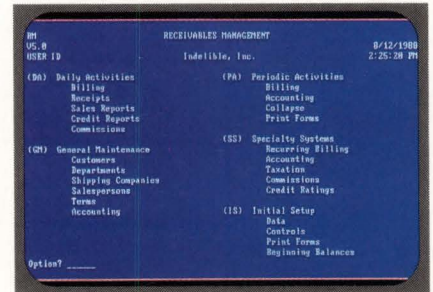 RM
RECEIVABLES MANAGEMENT
V5.0
8/12/1988
USER ID
Indelible, Inc.
2:25:20 PM
(DA) Daily Activities
Billing
Receipts
Sales Reports
Credit Reports
Commissions
(GM) General Maintenance
Customers
Departments
Shipping Companies
Salespersons
Terms
Accounting
(PA) Periodic Activities
Billing
Accounting
Collapse
Print Forms
(SS) Specialty Systems
Recurring Billing
Accounting
Taxation
Commissions
Credit Ratings
(IS) Initial Setup
Data
Controls
Print Forms
Beginning Balances
Option? _____